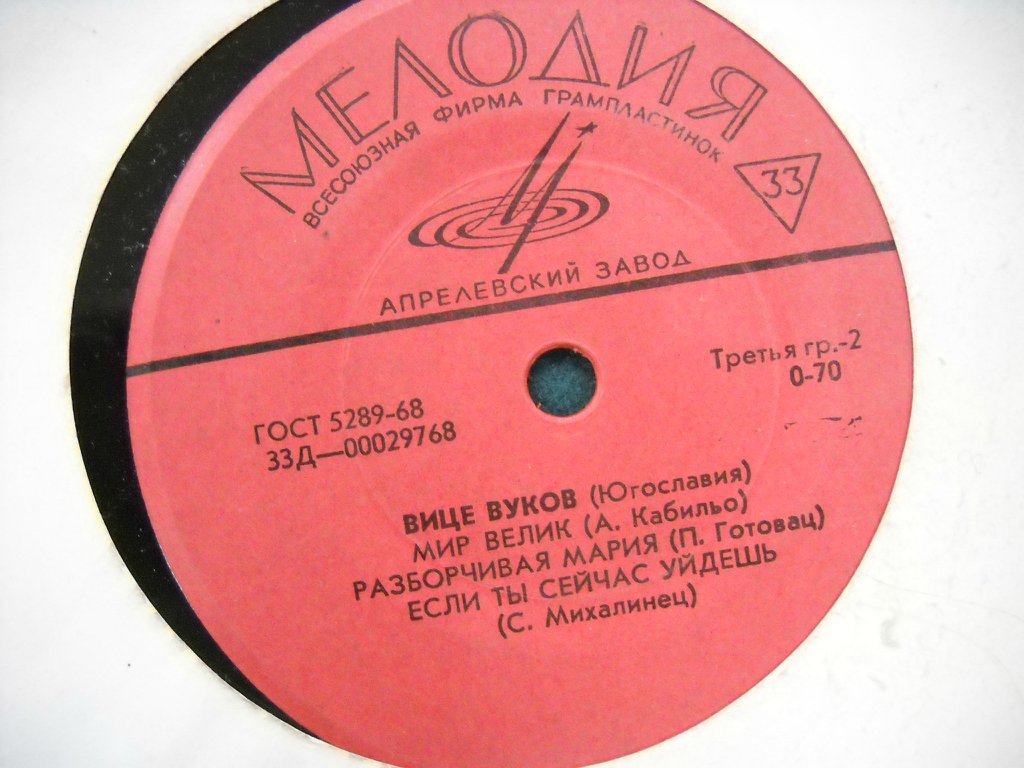 МЕЛОДИЯ
ВСЕСОЮЗНАЯ ФИРМА ГРАМПЛАСТИНОК
33
АПРЕЛЕВСКИЙ ЗАВОД
Третья гр.-2
0-70
ГОСТ 5289-68
33Д—00029768
ВИЦЕ ВУКОВ (Югославия)
МИР ВЕЛИК (А. Кабильо)
РАЗБОРЧИВАЯ МАРИЯ (П. Готовац)
ЕСЛИ ТЫ СЕЙЧАС УЙДЕШЬ
(С. Михалинец)